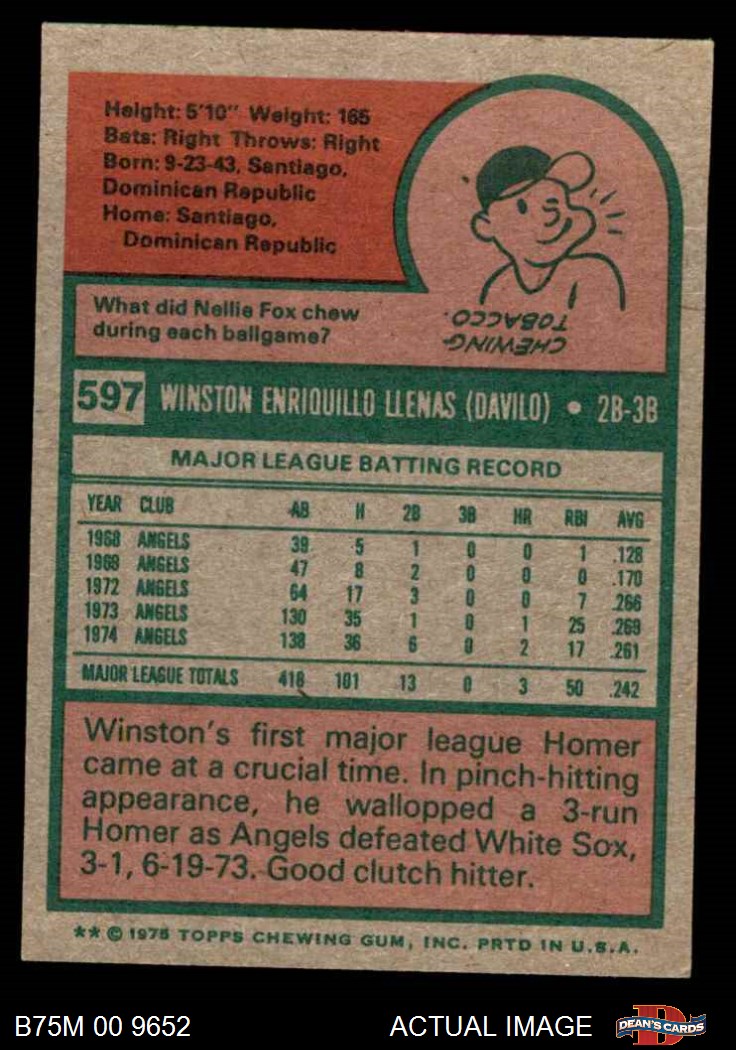 Height: 5'10" Weight: 165
Bats: Right Throws: Right
Born: 9-23-43, Santiago,
Dominican Republic
Home: Santiago,
Dominican Republic
What did Nellie Fox chew
during each ballgame?
CHEWING
TOBACCO.
597 WINSTON ENRIQUILLO LLENAS (DAVILO) • 2B-3B
MAJOR LEAGUE BATTING RECORD
YEAR CLUB AB H 2B 3B HR RBI AVG
1968 ANGELS 39 5 1 0 0 1 .128
1969 ANGELS 47 8 2 0 0 0 .170
1972 ANGELS 64 17 3 0 0 7 .266
1973 ANGELS 130 35 1 0 1 25 .269
1974 ANGELS 138 36 6 0 2 17 .261
MAJOR LEAGUE TOTALS 418 101 13 0 3 50 .242
Winston's first major league Homer
came at a crucial time. In pinch-hitting
appearance, he wallopped a 3-run
Homer as Angels defeated White Sox,
3-1, 6-19-73. Good clutch hitter.
** © 1975 TOPPS CHEWING GUM, INC. PRTD IN U.S.A.
B75M 00 9652 ACTUAL IMAGE D DEAN'S CARDS